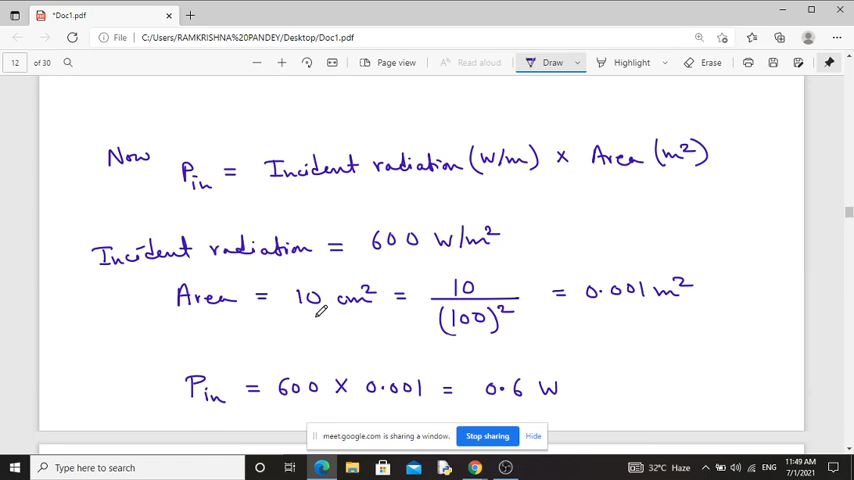 *Doc1.pdf
File C:/Users/RAMKRISHNA%20PANDEY/Desktop/Doc1.pdf
12 of 30 Page view Read aloud Draw Highlight Erase
Now Pin = Incident radiation (W/m) × Area (m²)
Incident radiation = 600 W/m²
Area = 10 cm² = 10/(100)² = 0.001 m²
Pin = 600 × 0.001 = 0.6 W
meet.google.com is sharing a window. Stop sharing Hide
Type here to search 32°C Haze ENG 11:49 AM
7/1/2021